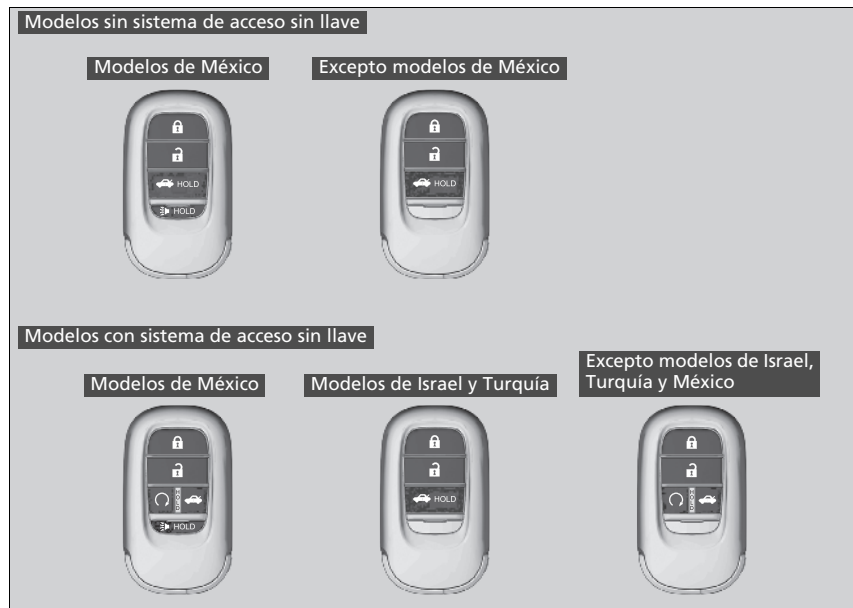 Modelos sin sistema de acceso sin llave
Modelos de México
Excepto modelos de México
HOLD
HOLD
HOLD
Modelos con sistema de acceso sin llave
Modelos de México
Modelos de Israel y Turquía
Excepto modelos de Israel,
Turquía y México
HOLD
HOLD
HOLD
HOLD